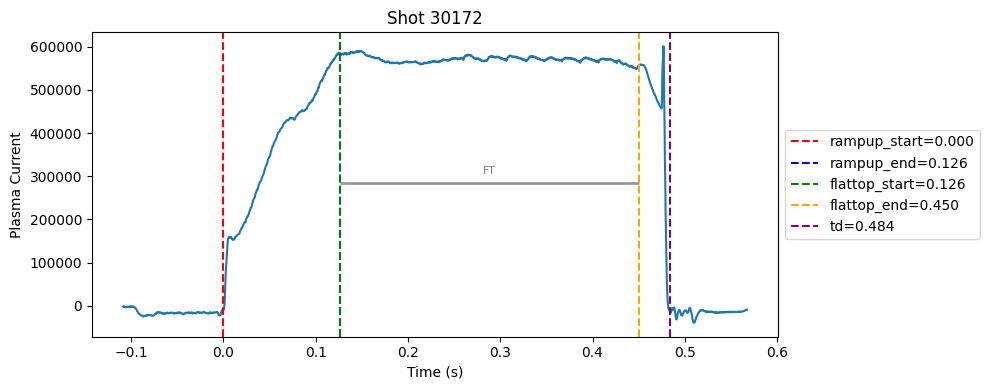 Shot 30172
Plasma Current
600000
500000
400000
300000
200000
100000
0
FT
rampup_start=0.000
rampup_end=0.126
flattop_start=0.126
flattop_end=0.450
td=0.484
−0.1
0.0
0.1
0.2
0.3
0.4
0.5
0.6
Time (s)